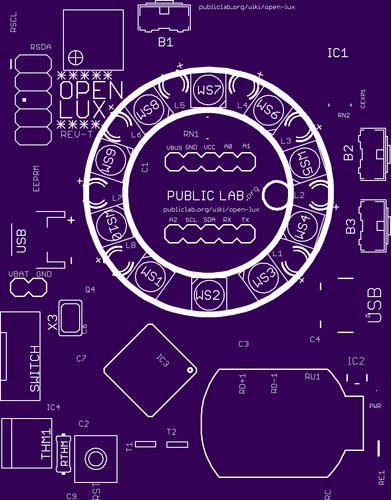 publiclab.org/wiki/open-lux
RSCL
RSDA
B1
IC1
OPEN
LUX
REV-T
CEXP1
RN2
WS7
WS8
WS6
L5
L4
L6
L3
RN1
VBUS GND VCC A0 A1
C1
WS9
WS5
B2
EEPRM
PUBLIC LAB.org
publiclab.org/wiki/open-lux
L7
L2
A2 SCL SDA RX TX
B3
WS10
WS4
L8
L1
USB
WS1
WS3
WS2
VBAT GND
Q4
X3
C6
USB
C7
IC3
C3
C4
IC2
SWITCH
RD+1
RD-1
RU1
PWR
IC4
C2
THM1
RTHM
T1
T2
RE1
C9
RST
RC